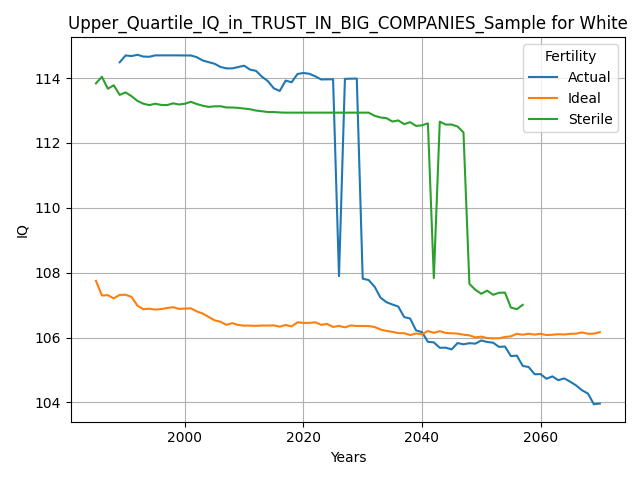 Upper_Quartile_IQ_in_TRUST_IN_BIG_COMPANIES_Sample for White
Fertility
Actual
Ideal
Sterile
IQ
114
112
110
108
106
104
2000
2020
2040
2060
Years